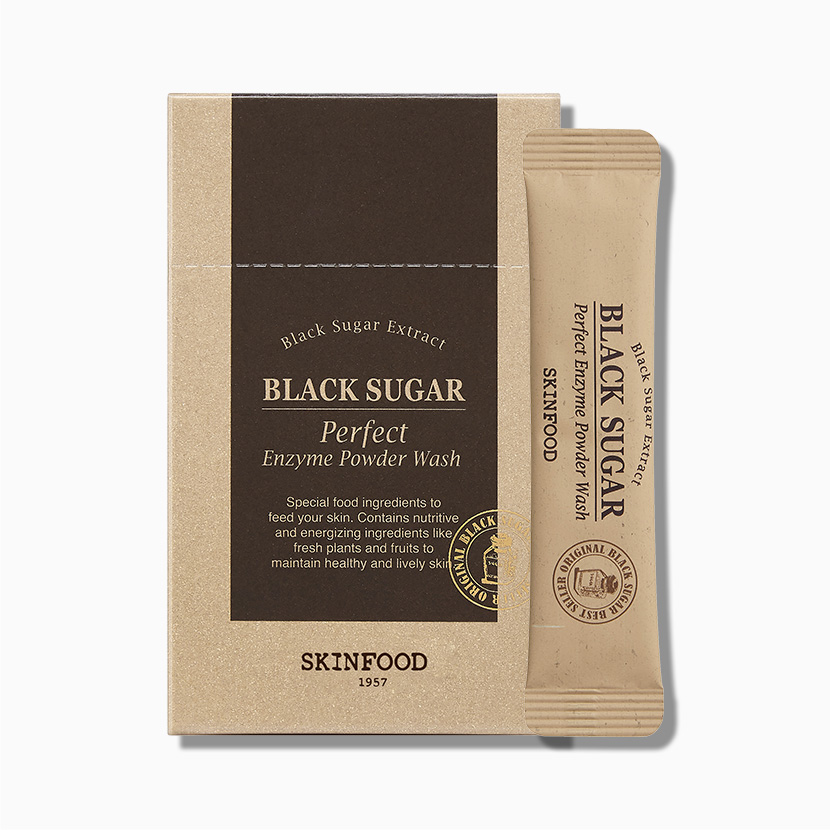 Black Sugar Extract
BLACK SUGAR
Perfect
Enzyme Powder Wash
Special food ingredients to
feed your skin. Contains nutritive
and energizing ingredients like
fresh plants and fruits to
maintain healthy and lively skin
ORIGINAL BLACK
SKINFOOD
1957
Black Sugar Extract
BLACK SUGAR
Perfect Enzyme Powder Wash
SKINFOOD
BEST SELLER ORIGINAL BLACK SUGAR